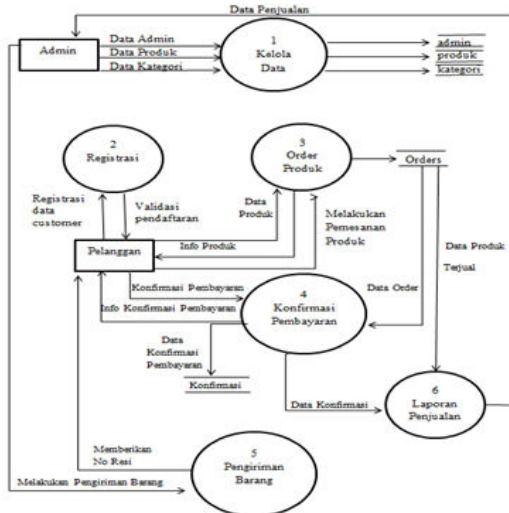 Data Penjualan
Admin
Data Admin
Data Produk
Data Kategori
1
Kelola
Data
admin
produk
kategori
2
Registrasi
3
Order
Produk
Orders
Registrasi
data
customer
Validasi
pendaftaran
Data
Produk
Melakukan
Pemesanan
Produk
Pelanggan
Info Produk
Data Produk
Terjual
Konfirmasi Pembayaran
Info Konfirmasi Pembayaran
4
Konfirmasi
Pembayaran
Data Order
Data
Konfirmasi
Pembayaran
Konfirmasi
Data Konfirmasi
6
Laporan
Penjualan
Memberikan
No Resi
Melakukan Pengiriman Barang
5
Pengiriman
Barang